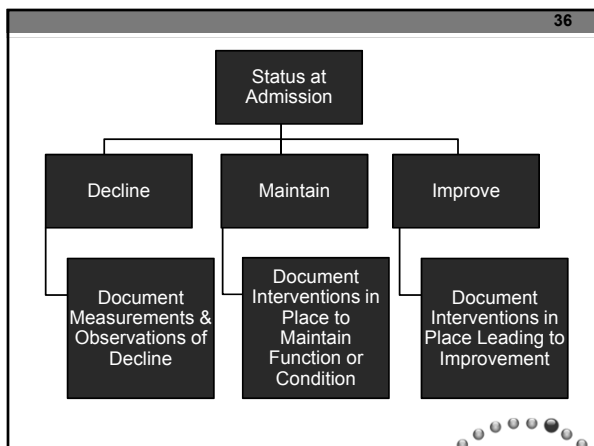 36
Status at
Admission
Decline
Maintain
Improve
Document
Measurements &
Observations of
Decline
Document
Interventions in
Place to
Maintain
Function or
Condition
Document
Interventions in
Place Leading to
Improvement